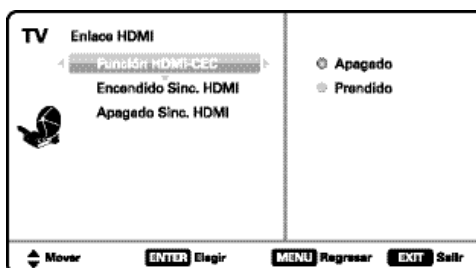 TV Enlace HDMI
Función HDMI-CEC
Apagado
Encendido Sinc. HDMI
Prendido
Apagado Sinc. HDMI
Mover ENTER Elegir MENU Regresar EXIT Salir